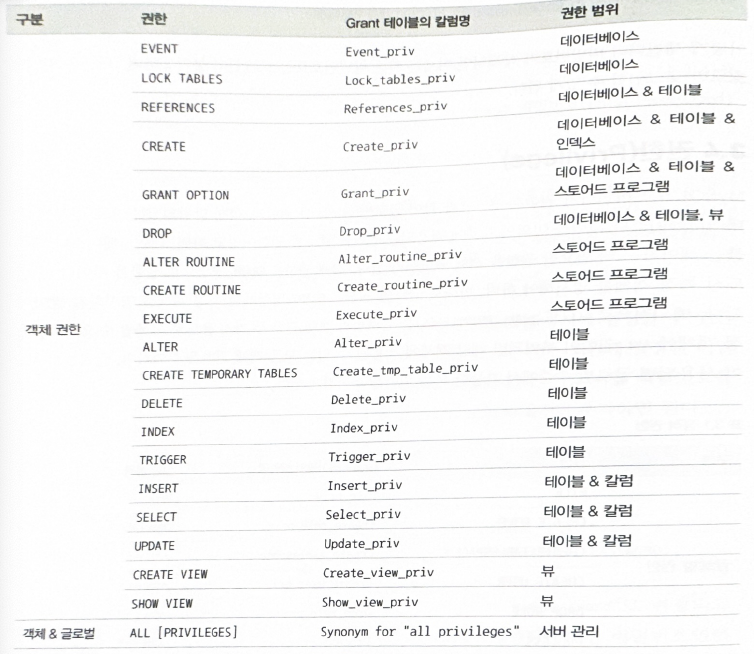 구분 권한 Grant 테이블의 칼럼명 권한 범위
EVENT Event_priv 데이터베이스
LOCK TABLES Lock_tables_priv 데이터베이스
REFERENCES References_priv 데이터베이스 & 테이블
CREATE Create_priv 데이터베이스 & 테이블 &
인덱스
GRANT OPTION Grant_priv 데이터베이스 & 테이블 &
스토어드 프로그램
DROP Drop_priv 데이터베이스 & 테이블, 뷰
ALTER ROUTINE Alter_routine_priv 스토어드 프로그램
CREATE ROUTINE Create_routine_priv 스토어드 프로그램
EXECUTE Execute_priv 스토어드 프로그램
객체 권한
ALTER Alter_priv 테이블
CREATE TEMPORARY TABLES Create_tmp_table_priv 테이블
DELETE Delete_priv 테이블
INDEX Index_priv 테이블
TRIGGER Trigger_priv 테이블
INSERT Insert_priv 테이블 & 칼럼
SELECT Select_priv 테이블 & 칼럼
UPDATE Update_priv 테이블 & 칼럼
CREATE VIEW Create_view_priv 뷰
SHOW VIEW Show_view_priv 뷰
객체 & 글로벌 ALL [PRIVILEGES] Synonym for "all privileges" 서버 관리